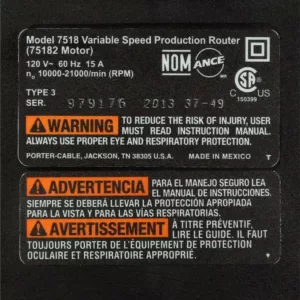 Model 7518 Variable Speed Production Router
(75182 Motor)
120 V~ 60 Hz 15 A
n₀ 10000-21000/min (RPM)
NOM ANCE
CSA US
150399
TYPE 3
SER. 979176 2013 37-49
WARNING TO REDUCE THE RISK OF INJURY, USER
MUST READ INSTRUCTION MANUAL.
ALWAYS USE PROPER EYE AND RESPIRATORY PROTECTION.
PORTER-CABLE, JACKSON, TN 38305 U.S.A. MADE IN MEXICO T
ADVERTENCIA PARA EL MANEJO SEGURO LEA
EL MANUAL DE INSTRUCCIONES.
SIEMPRE SE DEBERÁ LLEVAR LA PROTECCIÓN APROPIADA
PARA LA VISTA Y PARA LAS VÍAS RESPIRATORIAS.
AVERTISSEMENT À TITRE PRÉVENTIF,
LIRE LE GUIDE. IL FAUT
TOUJOURS PORTER DE L'ÉQUIPEMENT DE PROTECTION
OCULAIRE ET RESPIRATOIRE APROPRIÉ.